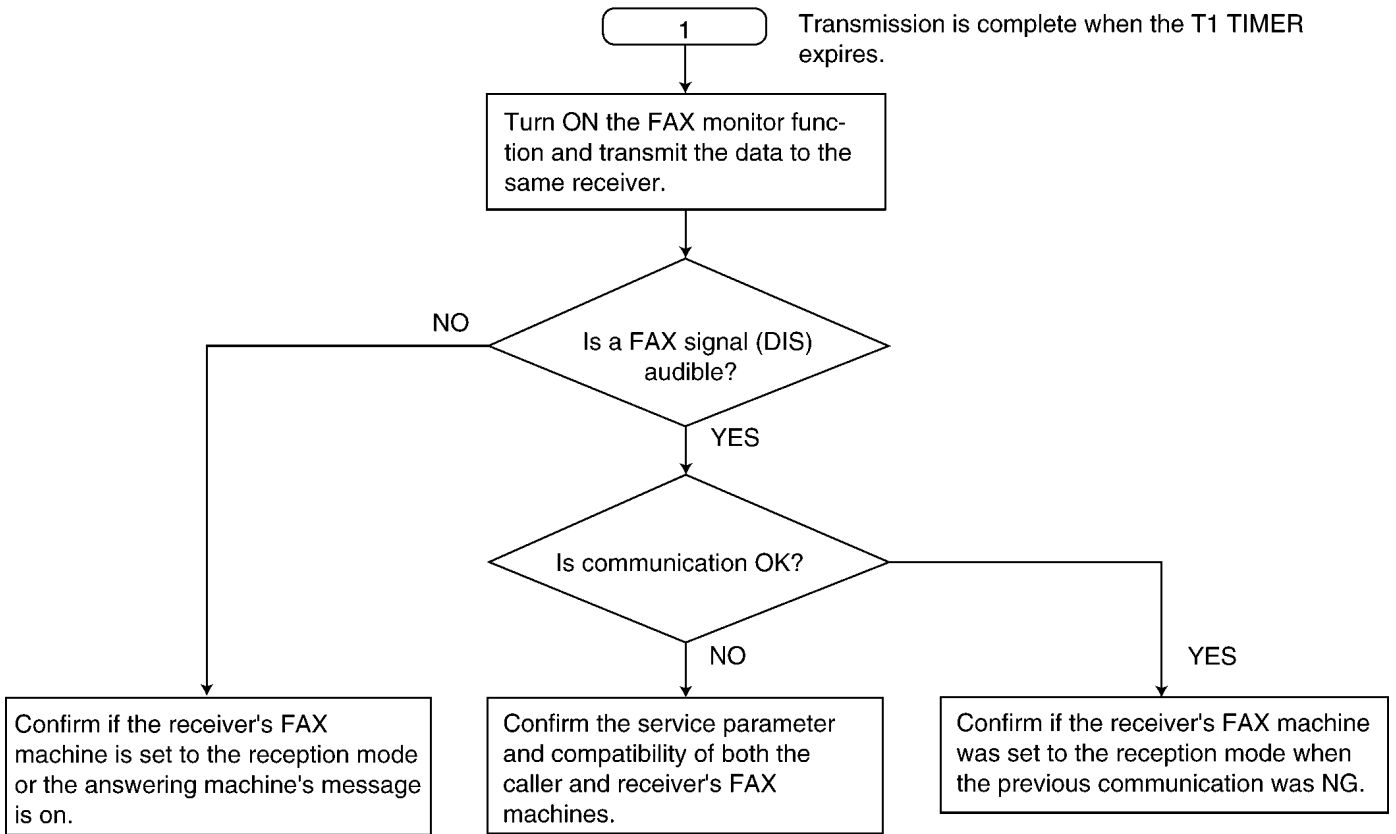 1
Transmission is complete when the T1 TIMER
expires.
Turn ON the FAX monitor func-
tion and transmit the data to the
same receiver.
NO
Is a FAX signal (DIS)
audible?
YES
Is communication OK?
NO
YES
Confirm if the receiver's FAX
machine is set to the reception mode
or the answering machine's message
is on.
Confirm the service parameter
and compatibility of both the
caller and receiver's FAX
machines.
Confirm if the receiver's FAX machine
was set to the reception mode when
the previous communication was NG.